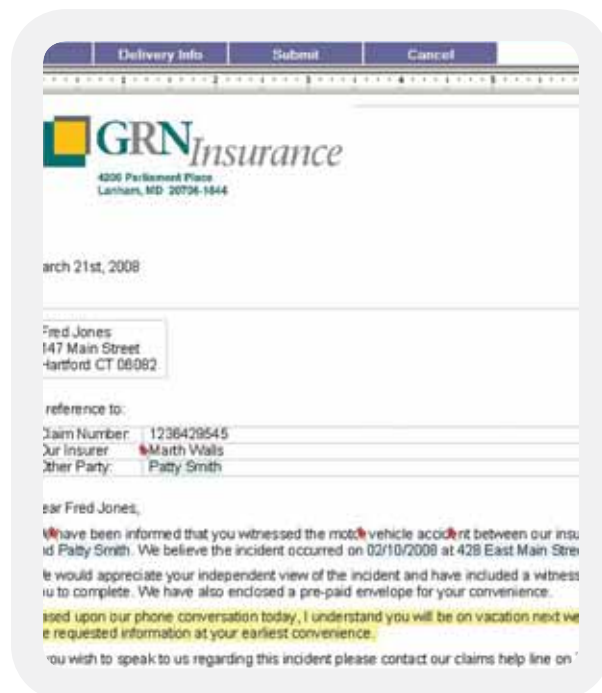 Delivery Info Submit Cancel
GRN Insurance
4200 Parliament Place
Lanham, MD 20706-1844
arch 21st, 2008
Fred Jones
147 Main Street
Hartford CT 06082
reference to:
Claim Number: 1236429545
Our Insurer Marth Walls
Other Party: Patty Smith
ear Fred Jones,
have been informed that you witnessed the motor vehicle accident between our insu
nd Patty Smith. We believe the incident occurred on 02/10/2008 at 428 East Main Stree
e would appreciate your independent view of the incident and have included a witness
ou to complete. We have also enclosed a pre-paid envelope for your convenience.
ased upon our phone conversation today, I understand you will be on vacation next we
e requested information at your earliest convenience.
you wish to speak to us regarding this incident please contact our claims help line on